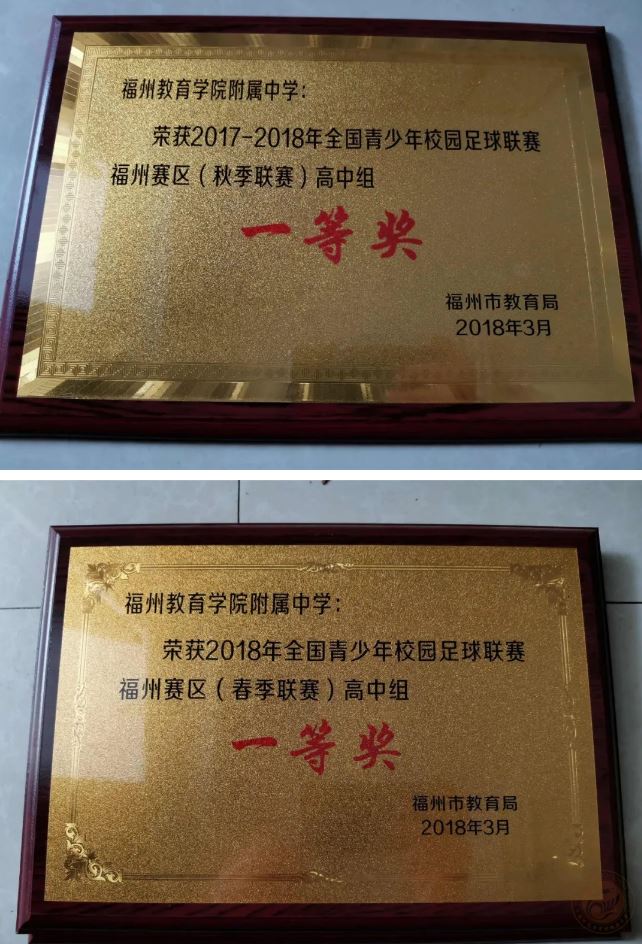 福州教育学院附属中学：
荣获2017-2018年全国青少年校园足球联赛
福州赛区（秋季联赛）高中组
一等奖
福州市教育局
2018年3月
福州教育学院附属中学：
荣获2018年全国青少年校园足球联赛
福州赛区（春季联赛）高中组
一等奖
福州市教育局
2018年3月